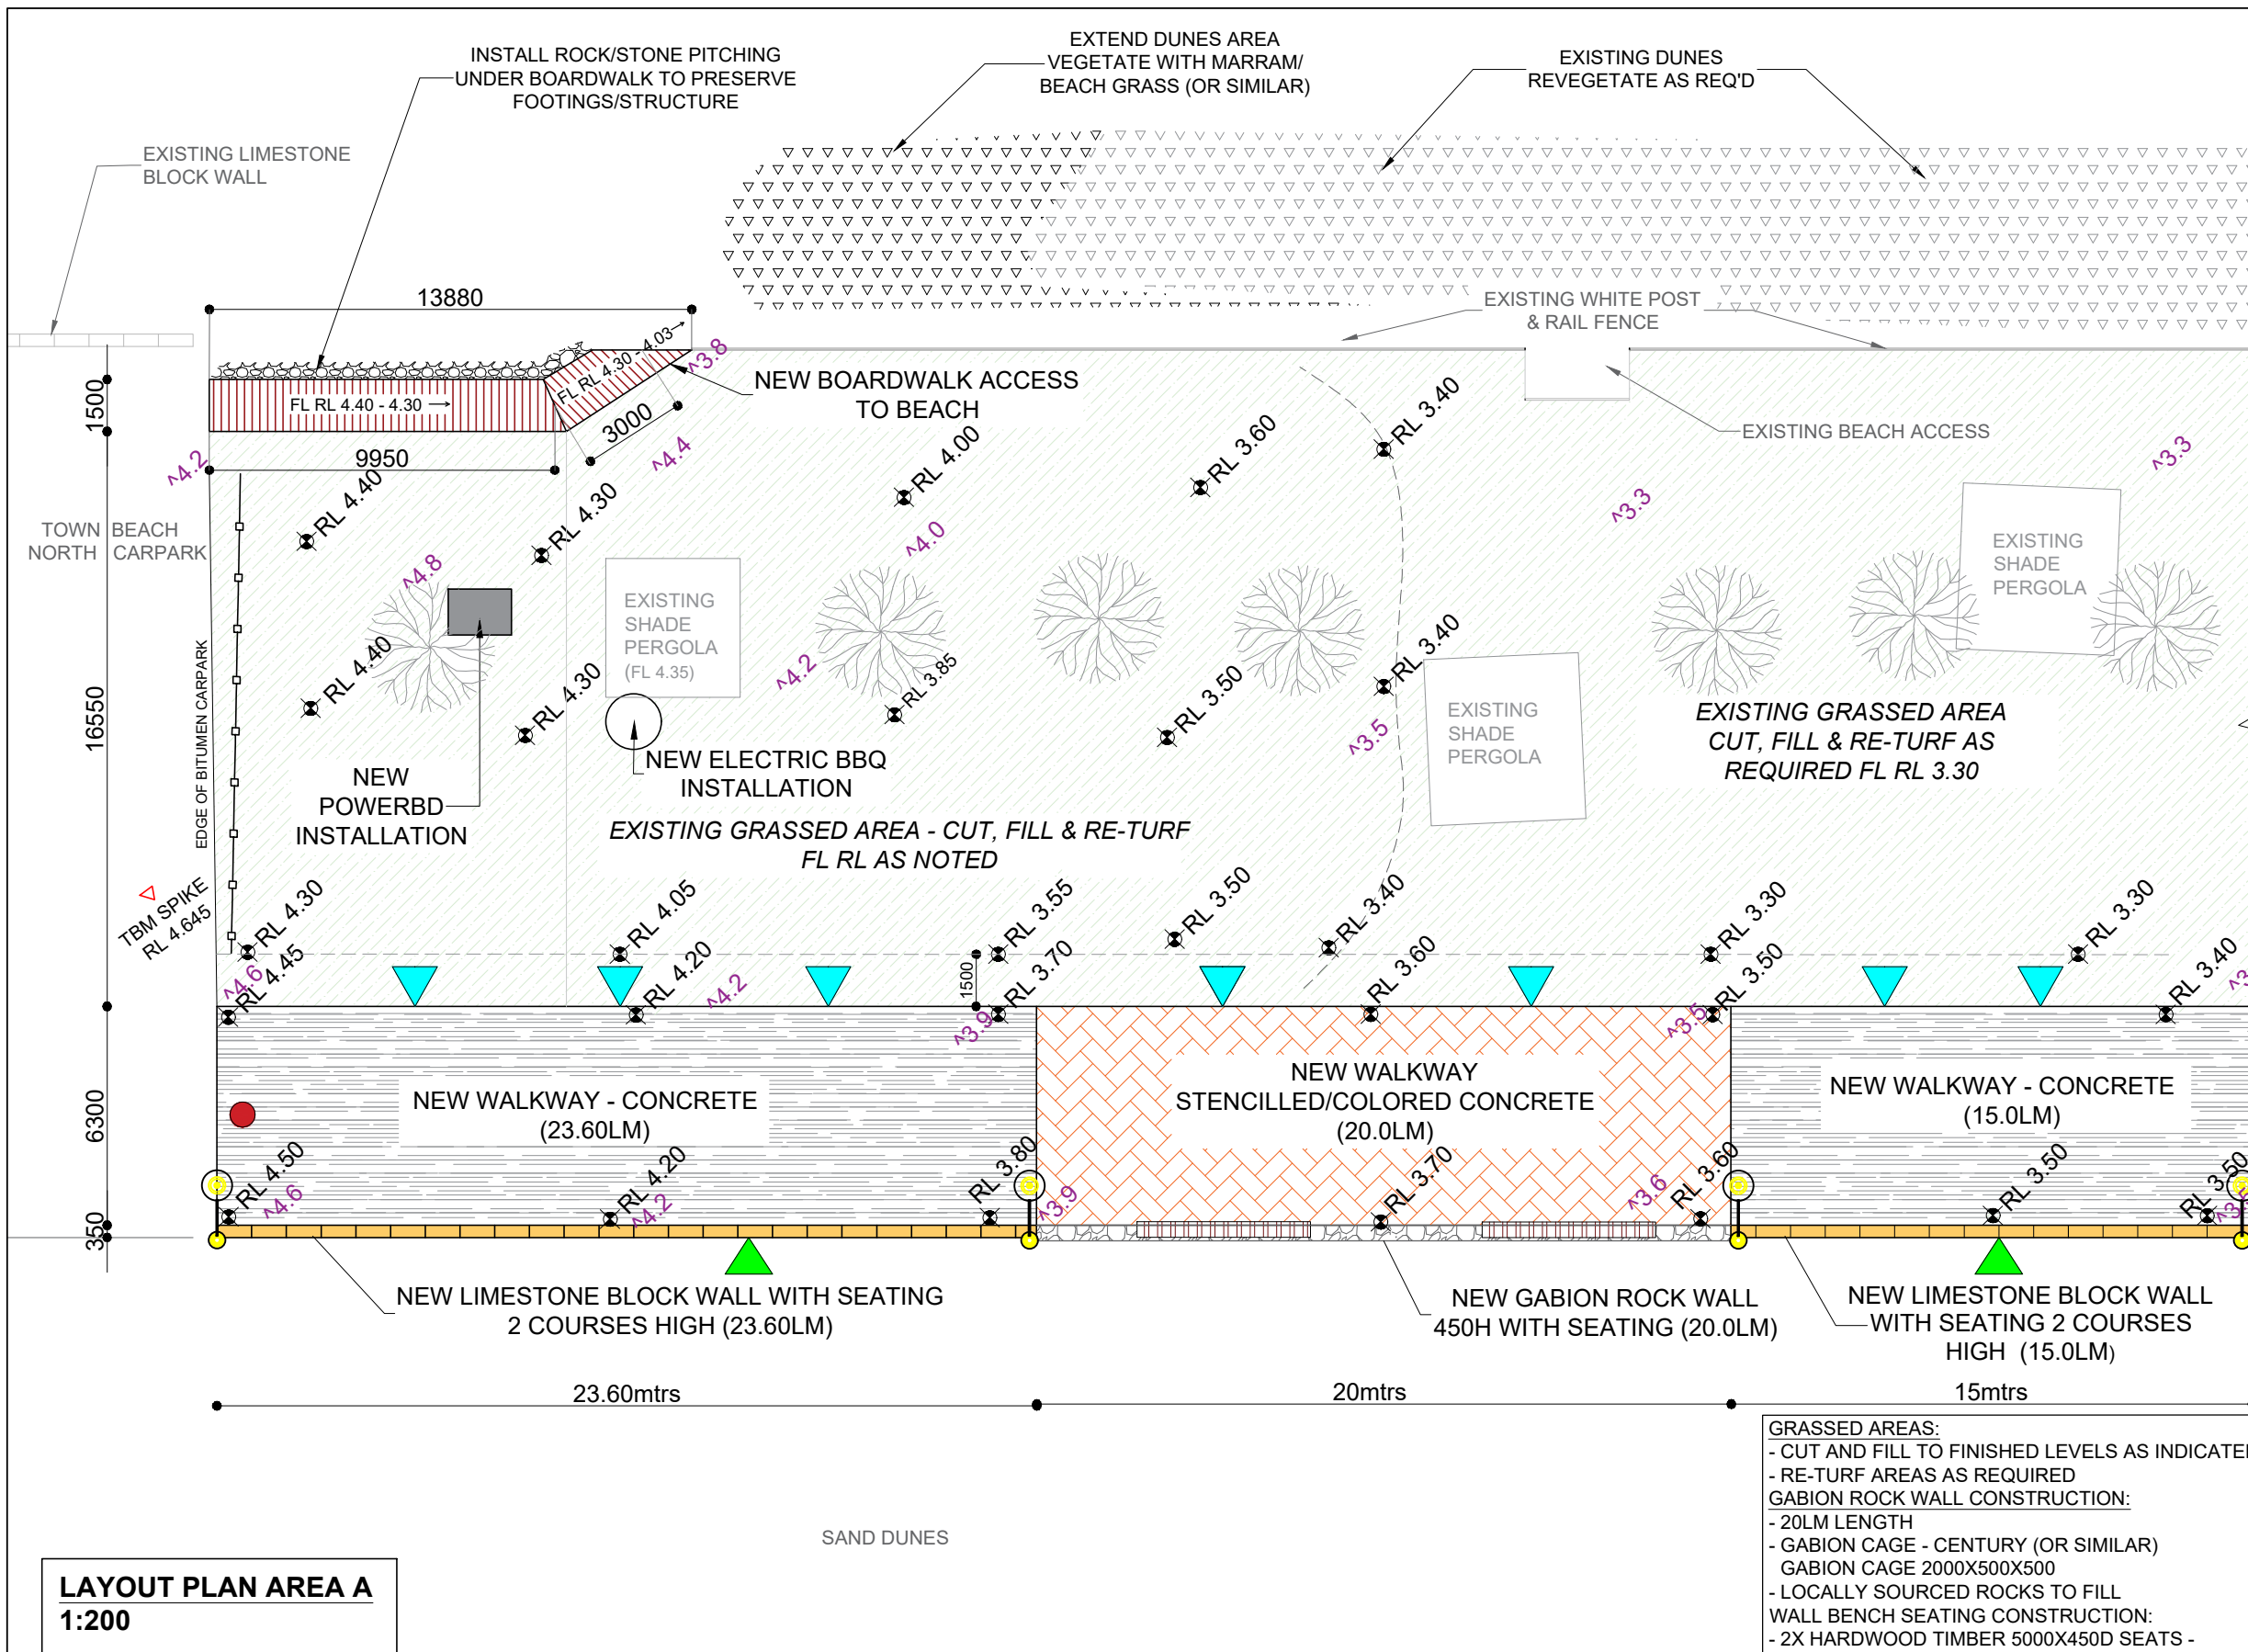 INSTALL ROCK/STONE PITCHING
UNDER BOARDWALK TO PRESERVE
FOOTINGS/STRUCTURE
EXTEND DUNES AREA
VEGETATE WITH MARRAM/
BEACH GRASS (OR SIMILAR)
EXISTING DUNES
REVEGETATE AS REQ'D
EXISTING LIMESTONE
BLOCK WALL
13880
EXISTING WHITE POST
& RAIL FENCE
FL RL 4.30 - 4.03
^3.8
NEW BOARDWALK ACCESS
TO BEACH
1500
FL RL 4.40 - 4.30
3000
9950
^4.2
^4.4
RL 3.40
EXISTING BEACH ACCESS
RL 4.40
RL 4.30
RL 4.00
RL 3.60
^3.3
^3.3
TOWN BEACH
NORTH CARPARK
^4.8
^4.0
EXISTING
SHADE
PERGOLA
(FL 4.35)
EXISTING
SHADE
PERGOLA
EDGE OF BITUMEN CARPARK
16550
RL 4.40
RL 4.30
^4.2
RL 3.85
RL 3.50
RL 3.40
^3.5
EXISTING
SHADE
PERGOLA
EXISTING GRASSED AREA
CUT, FILL & RE-TURF AS
REQUIRED FL RL 3.30
NEW
POWERBD
INSTALLATION
NEW ELECTRIC BBQ
INSTALLATION
EXISTING GRASSED AREA - CUT, FILL & RE-TURF
FL RL AS NOTED
TBM SPIKE
RL 4.645
RL 4.30
RL 4.05
RL 3.55
RL 3.50
RL 3.40
RL 3.30
RL 3.30
^4.6
RL 4.45
RL 4.20
^4.2
1500
RL 3.70
^3.9
RL 3.60
^3.5
RL 3.50
RL 3.40
^3
6300
NEW WALKWAY - CONCRETE
(23.60LM)
NEW WALKWAY
STENCILLED/COLORED CONCRETE
(20.0LM)
NEW WALKWAY - CONCRETE
(15.0LM)
RL 4.50
^4.6
RL 4.20
^4.2
RL 3.80
^3.9
RL 3.70
^3.6
RL 3.60
RL 3.50
RL 3.50
^3.5
350
NEW LIMESTONE BLOCK WALL WITH SEATING
2 COURSES HIGH (23.60LM)
NEW GABION ROCK WALL
450H WITH SEATING (20.0LM)
NEW LIMESTONE BLOCK WALL
WITH SEATING 2 COURSES
HIGH (15.0LM)
23.60mtrs
20mtrs
15mtrs
GRASSED AREAS:
- CUT AND FILL TO FINISHED LEVELS AS INDICATE
- RE-TURF AREAS AS REQUIRED
GABION ROCK WALL CONSTRUCTION:
- 20LM LENGTH
- GABION CAGE - CENTURY (OR SIMILAR)
GABION CAGE 2000X500X500
- LOCALLY SOURCED ROCKS TO FILL
WALL BENCH SEATING CONSTRUCTION:
- 2X HARDWOOD TIMBER 5000X450D SEATS -
SAND DUNES
LAYOUT PLAN AREA A
1:200